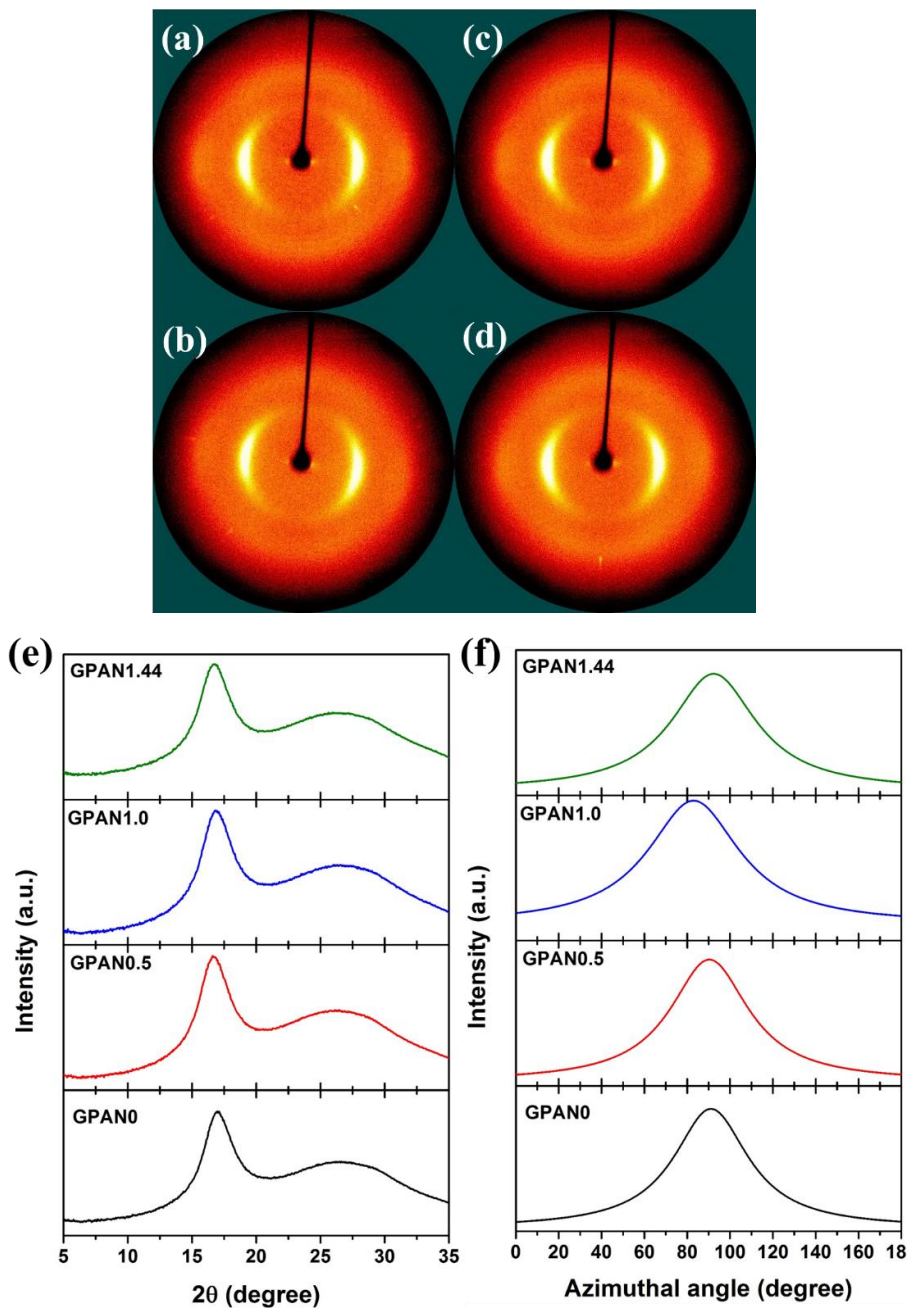 (a)
(c)
(b)
(d)
(e)
GPAN1.44
GPAN1.0
GPAN0.5
GPAN0
Intensity (a.u.)
5 10 15 20 25 30 35
2θ (degree)
(f)
GPAN1.44
GPAN1.0
GPAN0.5
GPAN0
Intensity (a.u.)
0 20 40 60 80 100 120 140 160 18
Azimuthal angle (degree)